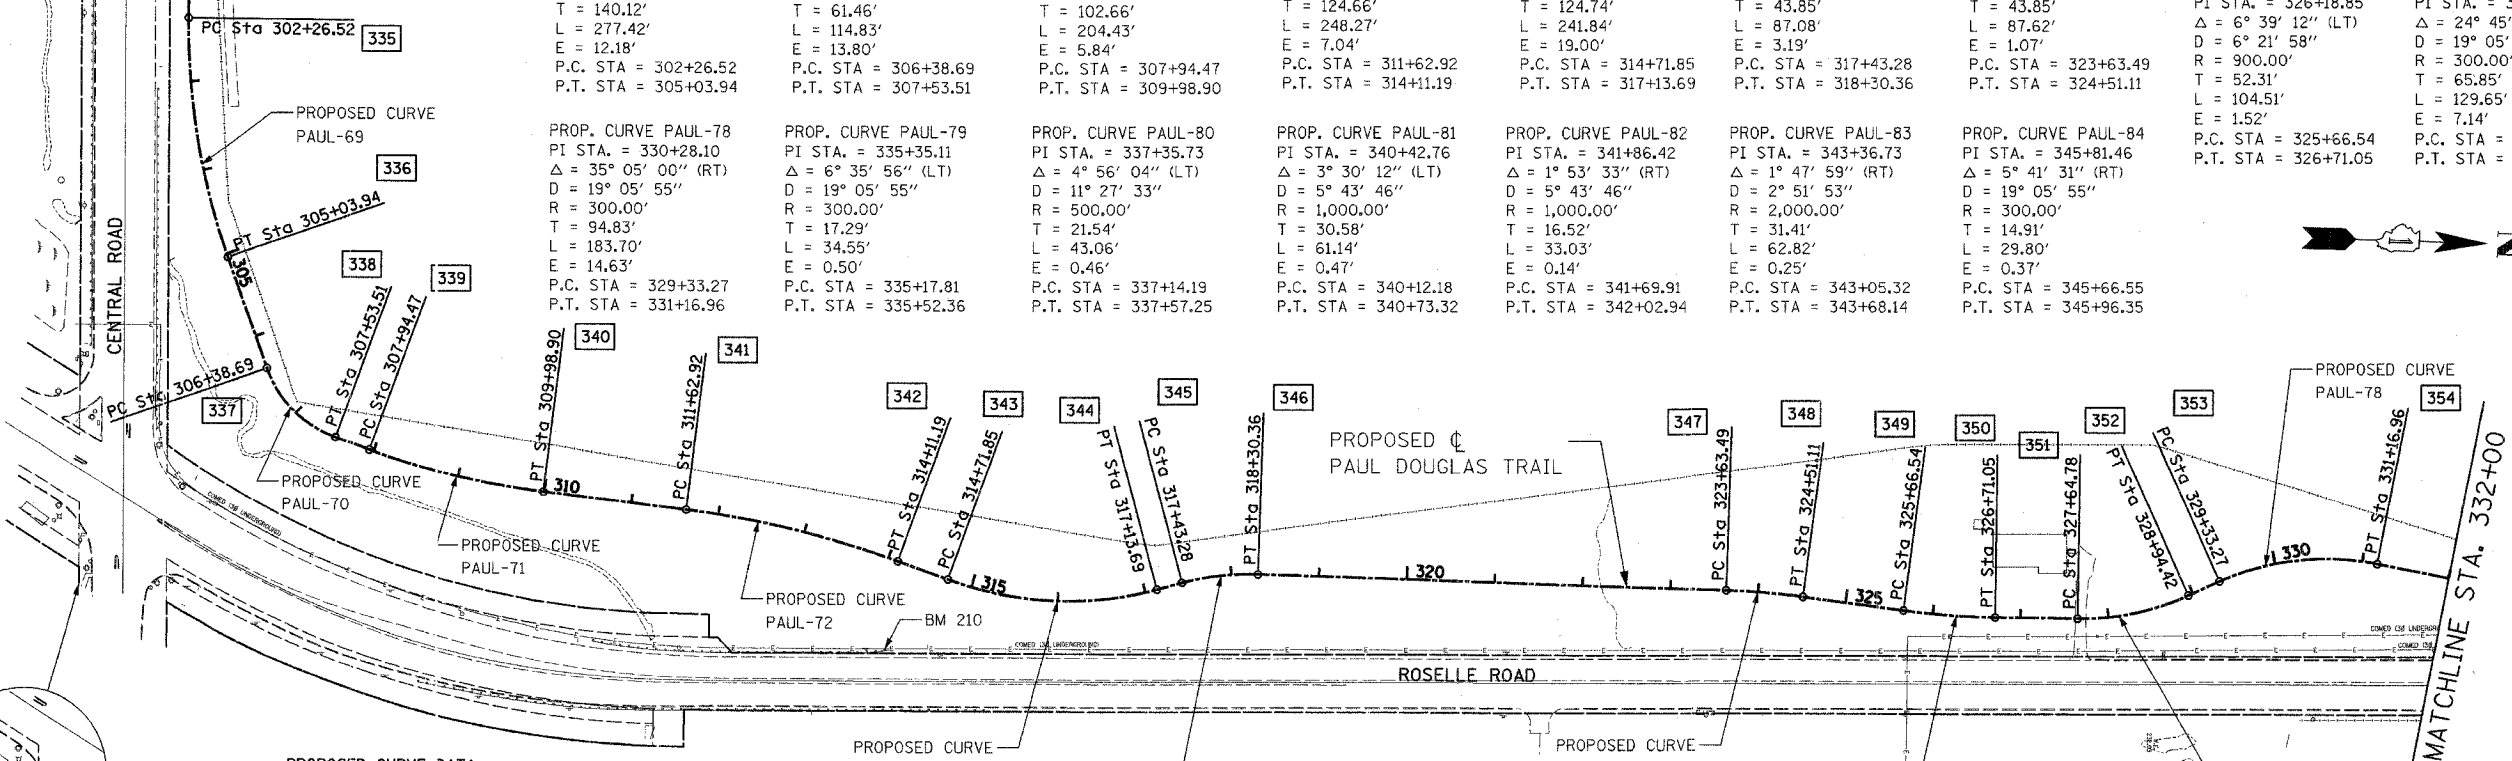 T = 140.12'
L = 277.42'
E = 12.18'
P.C. STA = 302+26.52
P.T. STA = 305+03.94
T = 61.46'
L = 114.83'
E = 13.80'
P.C. STA = 306+38.69
P.T. STA = 307+53.51
T = 102.66'
L = 204.43'
E = 5.84'
P.C. STA = 307+94.47
P.T. STA = 309+98.90
T = 124.66'
L = 248.27'
E = 7.04'
P.C. STA = 311+62.92
P.T. STA = 314+11.19
T = 124.74'
L = 241.84'
E = 19.00'
P.C. STA = 314+71.85
P.T. STA = 317+13.69
T = 43.85'
L = 87.08'
E = 3.19'
P.C. STA = 317+43.28
P.T. STA = 318+30.36
T = 43.85'
L = 87.62'
E = 1.07'
P.C. STA = 323+63.49
P.T. STA = 324+51.11
PI STA. = 326+18.85
Δ = 6° 39' 12" (LT)
D = 6° 21' 58"
R = 900.00'
T = 52.31'
L = 104.51'
E = 1.52'
P.C. STA = 325+66.54
P.T. STA = 326+71.05
Δ = 24° 45'
D = 19° 05'
R = 300.00'
T = 65.85'
L = 129.65'
E = 7.14'
P.C. STA =
P.T. STA =
PROP. CURVE PAUL-78
PI STA. = 330+28.10
Δ = 35° 05' 00" (RT)
D = 19° 05' 55"
R = 300.00'
T = 94.83'
L = 183.70'
E = 14.63'
P.C. STA = 329+33.27
P.T. STA = 331+16.96
PROP. CURVE PAUL-79
PI STA. = 335+35.11
Δ = 6° 35' 56" (LT)
D = 19° 05' 55"
R = 300.00'
T = 17.29'
L = 34.55'
E = 0.50'
P.C. STA = 335+17.81
P.T. STA = 335+52.36
PROP. CURVE PAUL-80
PI STA. = 337+35.73
Δ = 4° 56' 04" (LT)
D = 11° 27' 33"
R = 500.00'
T = 21.54'
L = 43.06'
E = 0.46'
P.C. STA = 337+14.19
P.T. STA = 337+57.25
PROP. CURVE PAUL-81
PI STA. = 340+42.76
Δ = 3° 30' 12" (LT)
D = 5° 43' 46"
R = 1,000.00'
T = 30.58'
L = 61.14'
E = 0.47'
P.C. STA = 340+12.18
P.T. STA = 340+73.32
PROP. CURVE PAUL-82
PI STA. = 341+86.42
Δ = 1° 53' 33" (RT)
D = 5° 43' 46"
R = 1,000.00'
T = 16.52'
L = 33.03'
E = 0.14'
P.C. STA = 341+69.91
P.T. STA = 342+02.94
PROP. CURVE PAUL-83
PI STA. = 343+36.73
Δ = 1° 47' 59" (RT)
D = 2° 51' 53"
R = 2,000.00'
T = 31.41'
L = 62.82'
E = 0.25'
P.C. STA = 343+05.32
P.T. STA = 343+68.14
PROP. CURVE PAUL-84
PI STA. = 345+81.46
Δ = 5° 41' 31" (RT)
D = 19° 05' 55"
R = 300.00'
T = 14.91'
L = 29.80'
E = 0.37'
P.C. STA = 345+66.55
P.T. STA = 345+96.35
PC Sta 302+26.52
335
PROPOSED CURVE
PAUL-69
336
PT Sta 305+03.94
305
CENTRAL ROAD
PC Sta 306+38.69
337
338
PT Sta 307+53.51
339
PC Sta 307+94.47
PROPOSED CURVE
PAUL-70
340
PT Sta 309+98.90
310
341
PC Sta 311+62.92
PROPOSED CURVE
PAUL-71
PROPOSED CURVE
PAUL-72
BM 210
342
PT Sta 314+11.19
343
PC Sta 314+71.85
315
344
PT Sta 317+13.69
345
PC Sta 317+43.28
346
PT Sta 318+30.36
PROPOSED ℄
PAUL DOUGLAS TRAIL
320
347
PC Sta 323+63.49
348
PT Sta 324+51.11
325
349
PC Sta 325+66.54
350
PT Sta 326+71.05
351
PC Sta 327+64.78
352
PT Sta 328+94.42
353
PC Sta 329+33.27
PROPOSED CURVE
PAUL-78
330
354
PT Sta 331+16.96
MATCHLINE STA. 332+00
COMED (3Ø UNDERGROUND)
COMED (3Ø UNDERGROUND)
ROSELLE ROAD
PROPOSED CURVE
PROPOSED CURVE